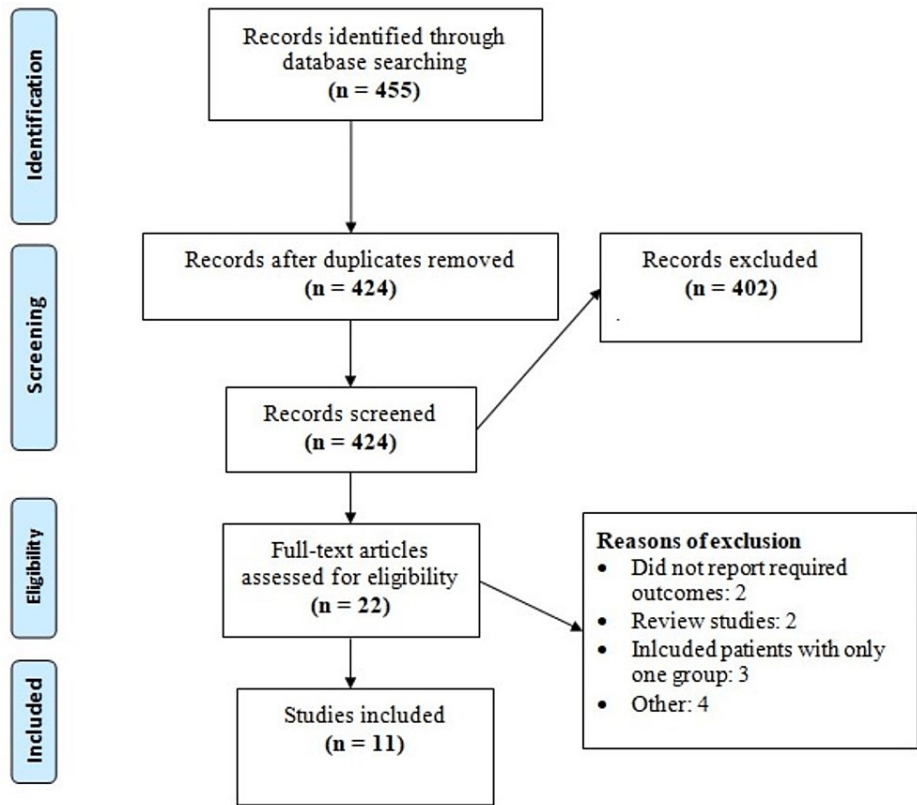 Identification
Records identified through
database searching
(n = 455)
Screening
Records after duplicates removed
(n = 424)
Records excluded
(n = 402)
.
Records screened
(n = 424)
Eligibility
Full-text articles
assessed for eligibility
(n = 22)
Reasons of exclusion
• Did not report required
outcomes: 2
• Review studies: 2
• Inlcuded patients with only
one group: 3
• Other: 4
Included
Studies included
(n = 11)